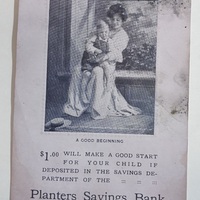 A GOOD BEGINNING
$1.00 WILL MAKE A GOOD START
FOR YOUR CHILD IF
DEPOSITED IN THE SAVINGS DE-
PARTMENT OF THE
Planters Savings Bank